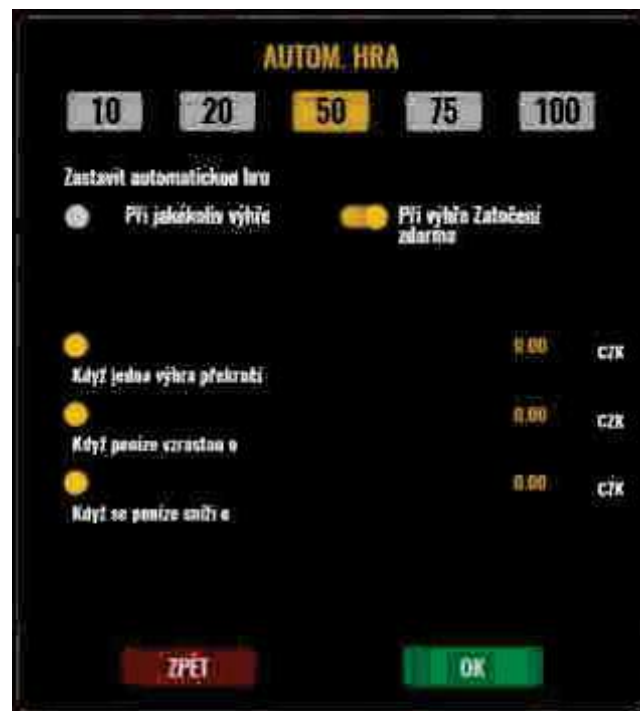 AUTOM. HRA
10 20 50 75 100
Zastavit automatickou hru
Při jakékoliv výhře
Při výhře Zatočení
zdarma
0.00 CZK
Když jedna výhra překročí
0.00 CZK
Když peníze vzrostou o
0.00 CZK
Když se peníze sníží o
ZPĚT OK